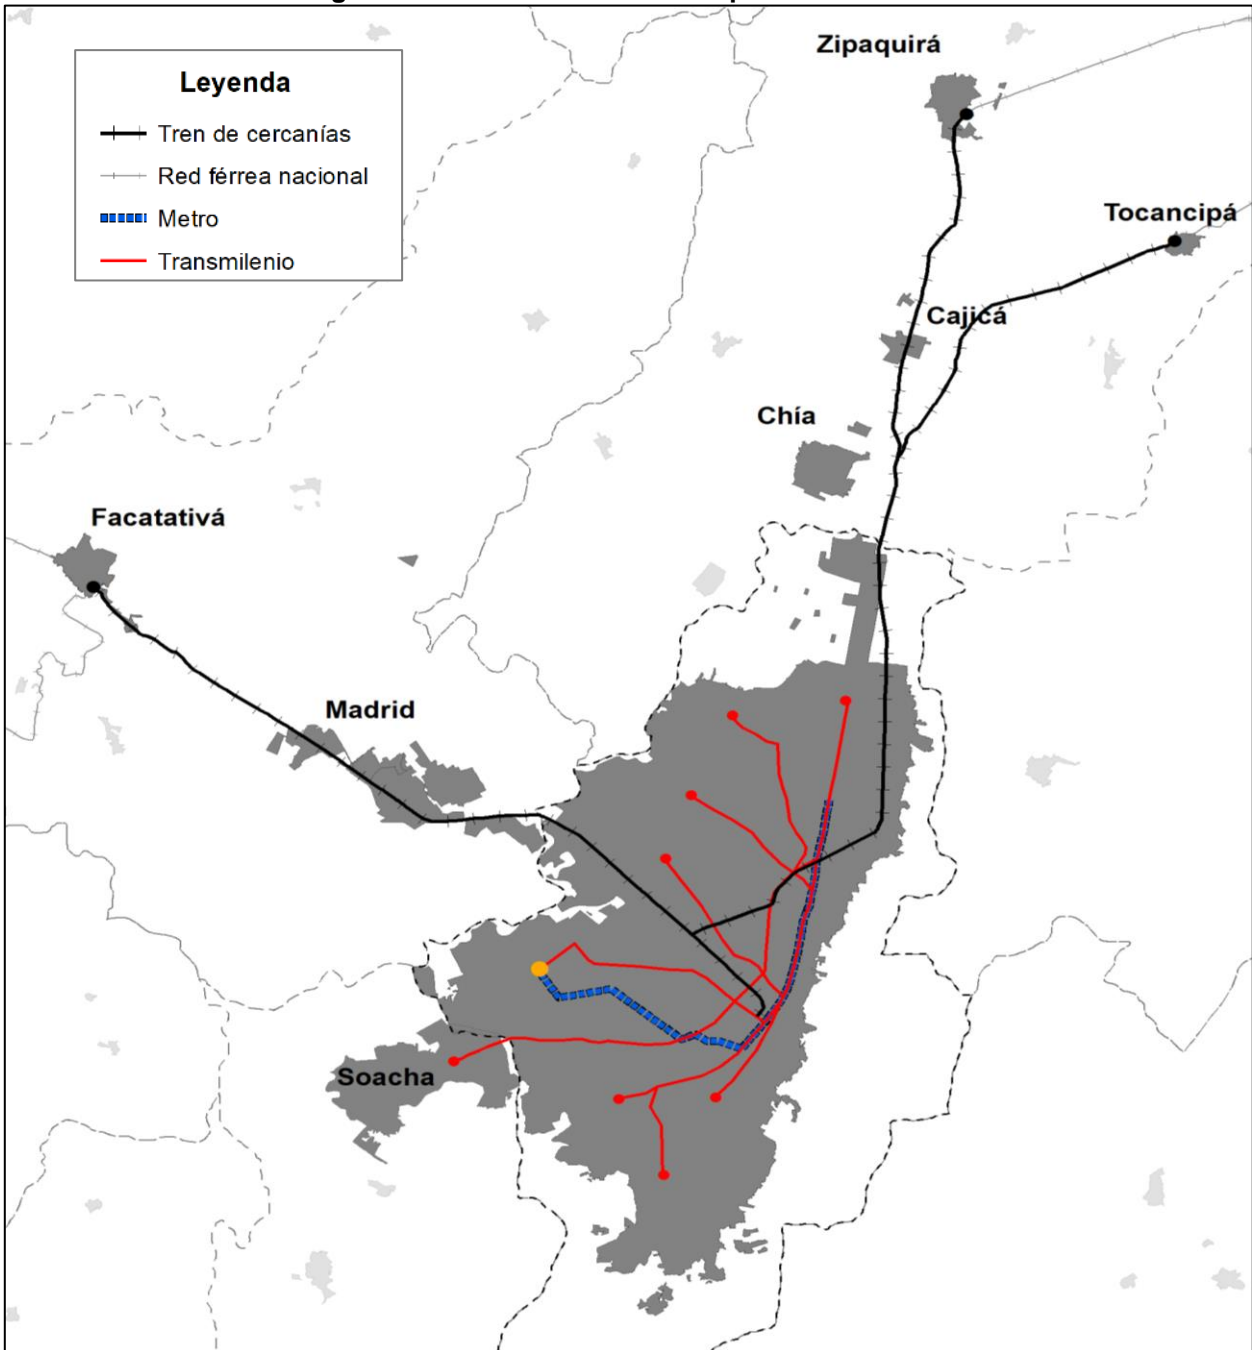 Zipaquirá
Leyenda
Tren de cercanías
Red férrea nacional
Metro
Transmilenio
Tocancipá
Cajicá
Chía
Facatativá
Madrid
Soacha